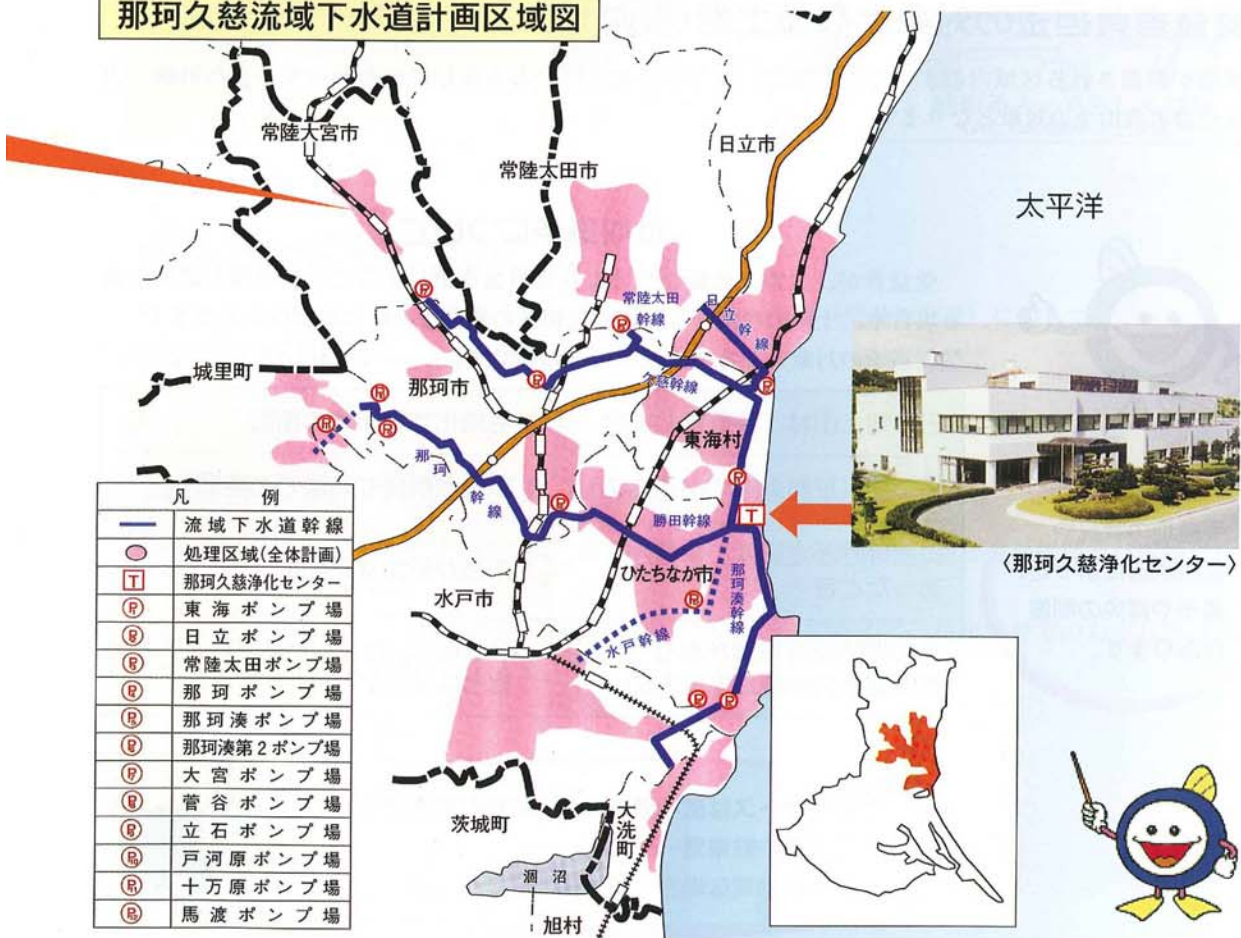 那珂久慈流域下水道計画区域図
常陸大宮市
常陸太田市
日立市
太平洋
常陸太田
幹線
日立幹線
城里町
那珂市
久慈幹線
東海村
那珂幹線
勝田幹線
T
〈那珂久慈浄化センター〉
ひたちなか市
那珂湊幹線
水戸市
水戸幹線
茨城町
大洗町
涸沼
旭村
凡例
流域下水道幹線
処理区域(全体計画)
T 那珂久慈浄化センター
東海ポンプ場
日立ポンプ場
常陸太田ポンプ場
那珂ポンプ場
那珂湊ポンプ場
那珂湊第2ポンプ場
大宮ポンプ場
菅谷ポンプ場
立石ポンプ場
戸河原ポンプ場
十万原ポンプ場
馬渡ポンプ場